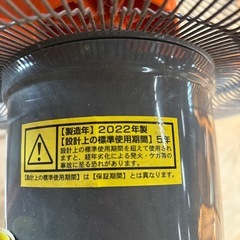 【製造年】2022年製
【設計上の標準使用期間】5年
設計上の標準使用期間を超えて使用され
ますと、経年劣化による発火・ケガ等の
事故に至る恐れがあります。
【設計上の標準使用期間】は【保証期間】とは異なります。